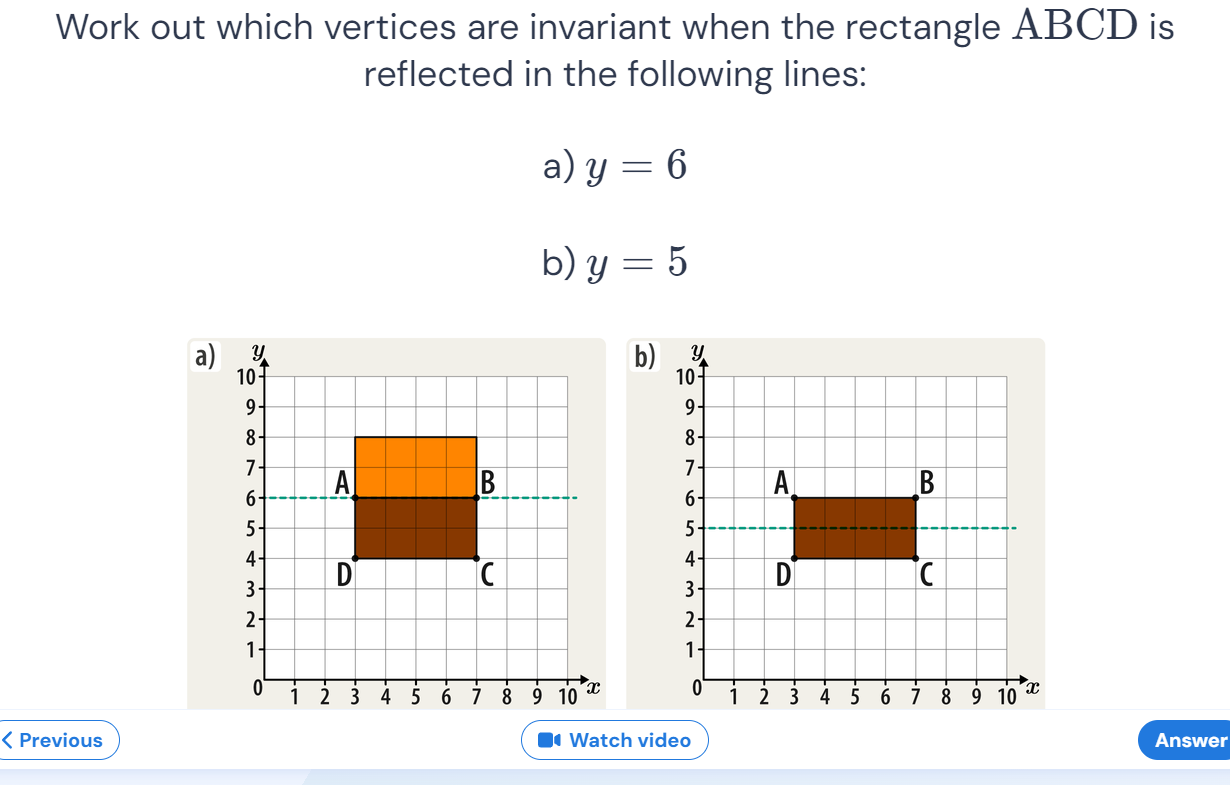 Work out which vertices are invariant when the rectangle ABCD is
reflected in the following lines:
a) y = 6
b) y = 5
a)
y
10
9
8
7
6
5
4
3
2
1
0
1 2 3 4 5 6 7 8 9 10 x
A B
D C
b)
y
10
9
8
7
6
5
4
3
2
1
0
1 2 3 4 5 6 7 8 9 10 x
A B
D C
Previous Watch video Answer